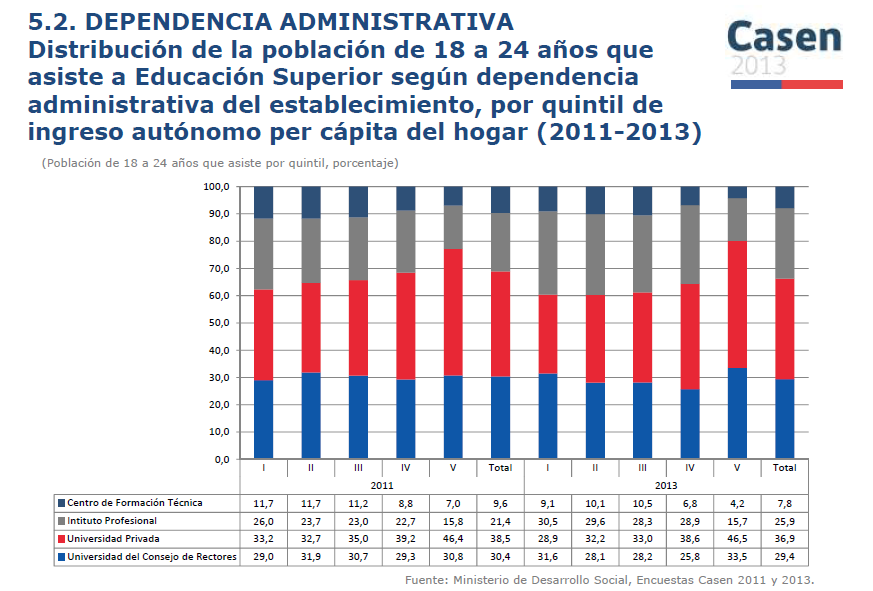 5.2. DEPENDENCIA ADMINISTRATIVA
Distribución de la población de 18 a 24 años que
asiste a Educación Superior según dependencia
administrativa del establecimiento, por quintil de
ingreso autónomo per cápita del hogar (2011-2013)
Casen
2013
(Población de 18 a 24 años que asiste por quintil, porcentaje)
100,0
90,0
80,0
70,0
60,0
50,0
40,0
30,0
20,0
10,0
0,0
I II III IV V Total I II III IV V Total
2011 2013
Centro de Formación Técnica 11,7 11,7 11,2 8,8 7,0 9,6 9,1 10,1 10,5 6,8 4,2 7,8
Intituto Profesional 26,0 23,7 23,0 22,7 15,8 21,4 30,5 29,6 28,3 28,9 15,7 25,9
Universidad Privada 33,2 32,7 35,0 39,2 46,4 38,5 28,9 32,2 33,0 38,6 46,5 36,9
Universidad del Consejo de Rectores 29,0 31,9 30,7 29,3 30,8 30,4 31,6 28,1 28,2 25,8 33,5 29,4
Fuente: Ministerio de Desarrollo Social, Encuestas Casen 2011 y 2013.